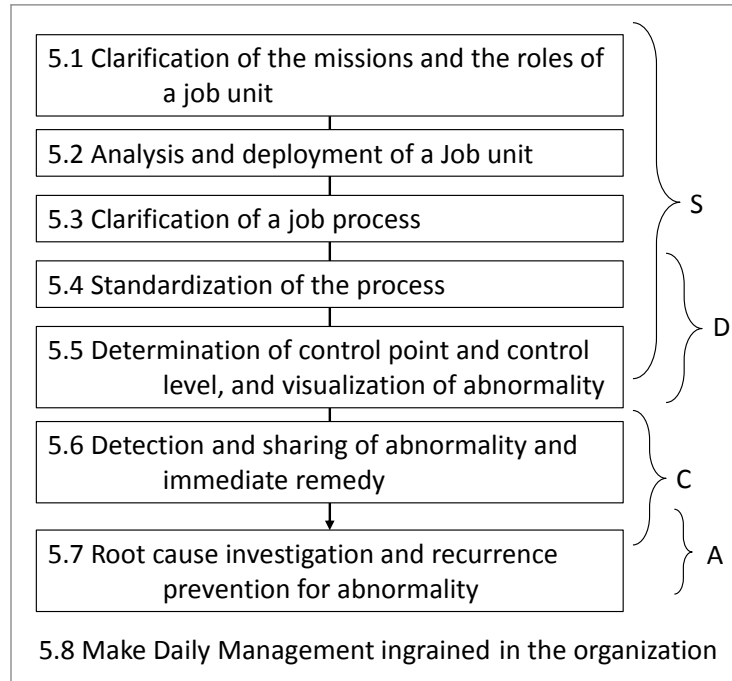 5.1 Clarification of the missions and the roles of
a job unit
5.2 Analysis and deployment of a Job unit
5.3 Clarification of a job process
S
5.4 Standardization of the process
D
5.5 Determination of control point and control
level, and visualization of abnormality
5.6 Detection and sharing of abnormality and
immediate remedy
C
5.7 Root cause investigation and recurrence
prevention for abnormality
A
5.8 Make Daily Management ingrained in the organization